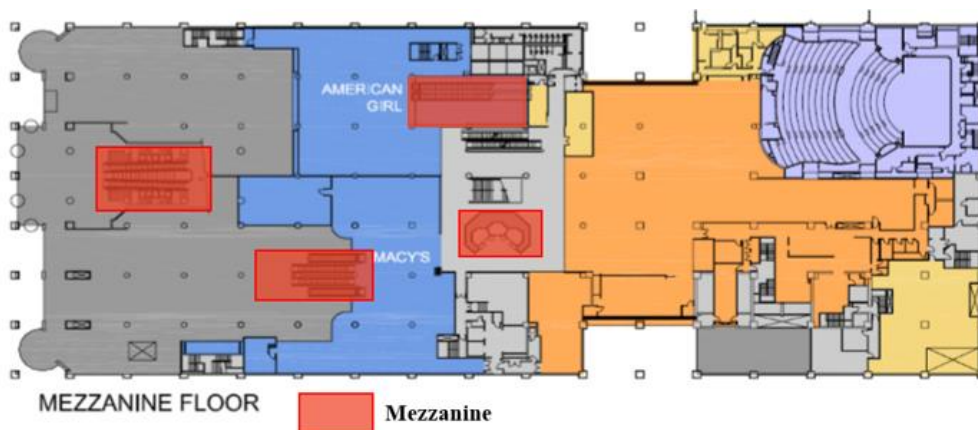 AMERICAN
GIRL
MACY'S
MEZZANINE FLOOR
Mezzanine